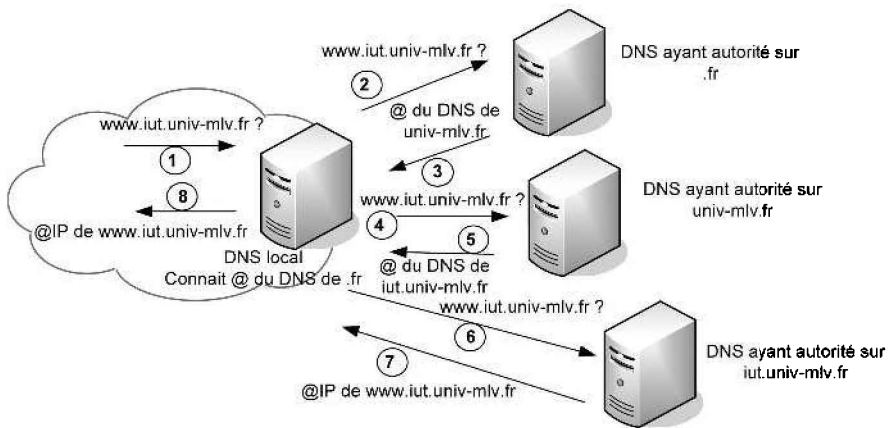 www.iut.univ-mlv.fr ?
2
DNS ayant autorité sur
.fr
@ du DNS de
univ-mlv.fr
3
www.iut.univ-mlv.fr ?
1
8
@IP de www.iut.univ-mlv.fr
DNS local
Connait @ du DNS de .fr
www.iut.univ-mlv.fr ?
4
5
@ du DNS de
iut.univ-mlv.fr
DNS ayant autorité sur
univ-mlv.fr
www.iut.univ-mlv.fr ?
6
7
@IP de www.iut.univ-mlv.fr
DNS ayant autorité sur
iut.univ-mlv.fr